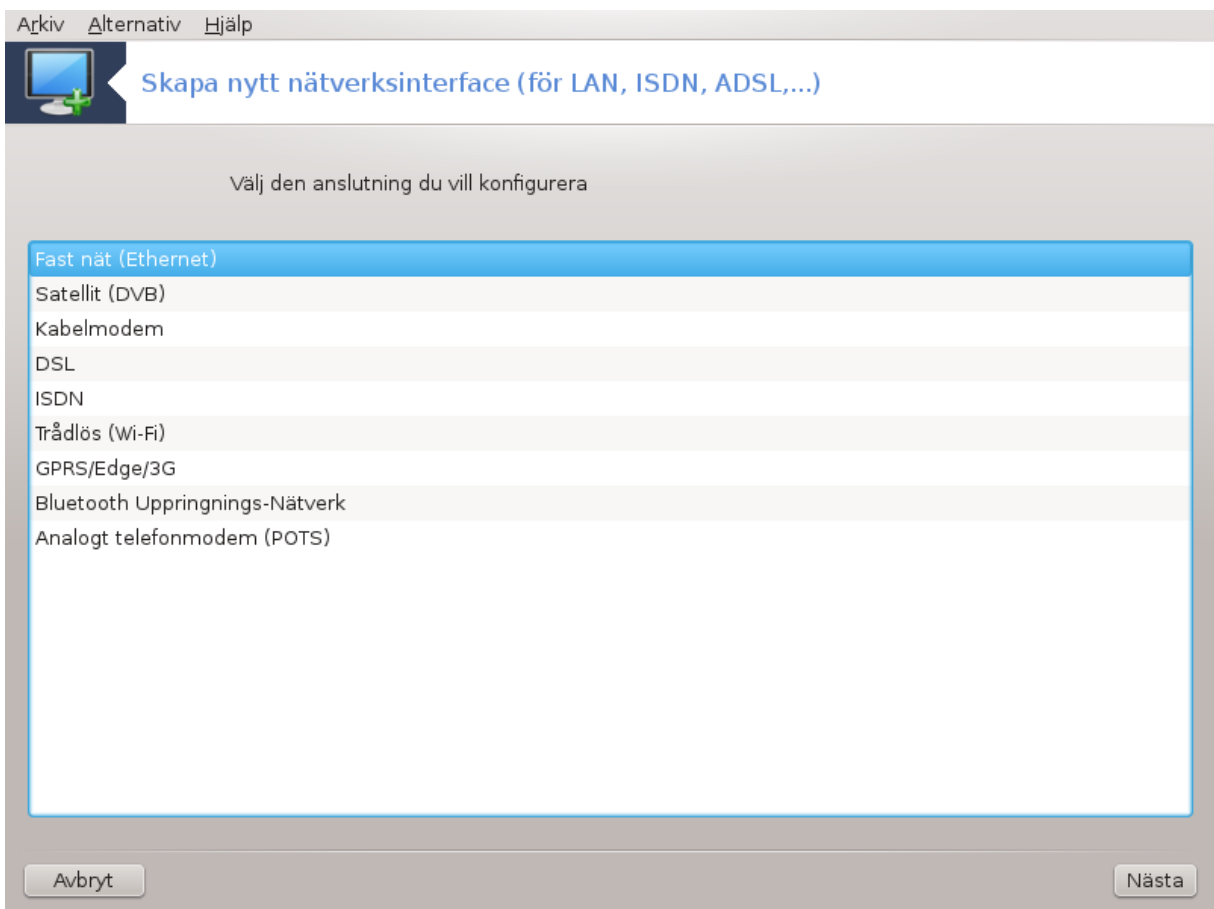 Arkiv Alternativ Hjälp
Skapa nytt nätverksinterface (för LAN, ISDN, ADSL,...)
Välj den anslutning du vill konfigurera
Fast nät (Ethernet)
Satellit (DVB)
Kabelmodem
DSL
ISDN
Trådlös (Wi-Fi)
GPRS/Edge/3G
Bluetooth Uppringnings-Nätverk
Analogt telefonmodem (POTS)
Avbryt Nästa